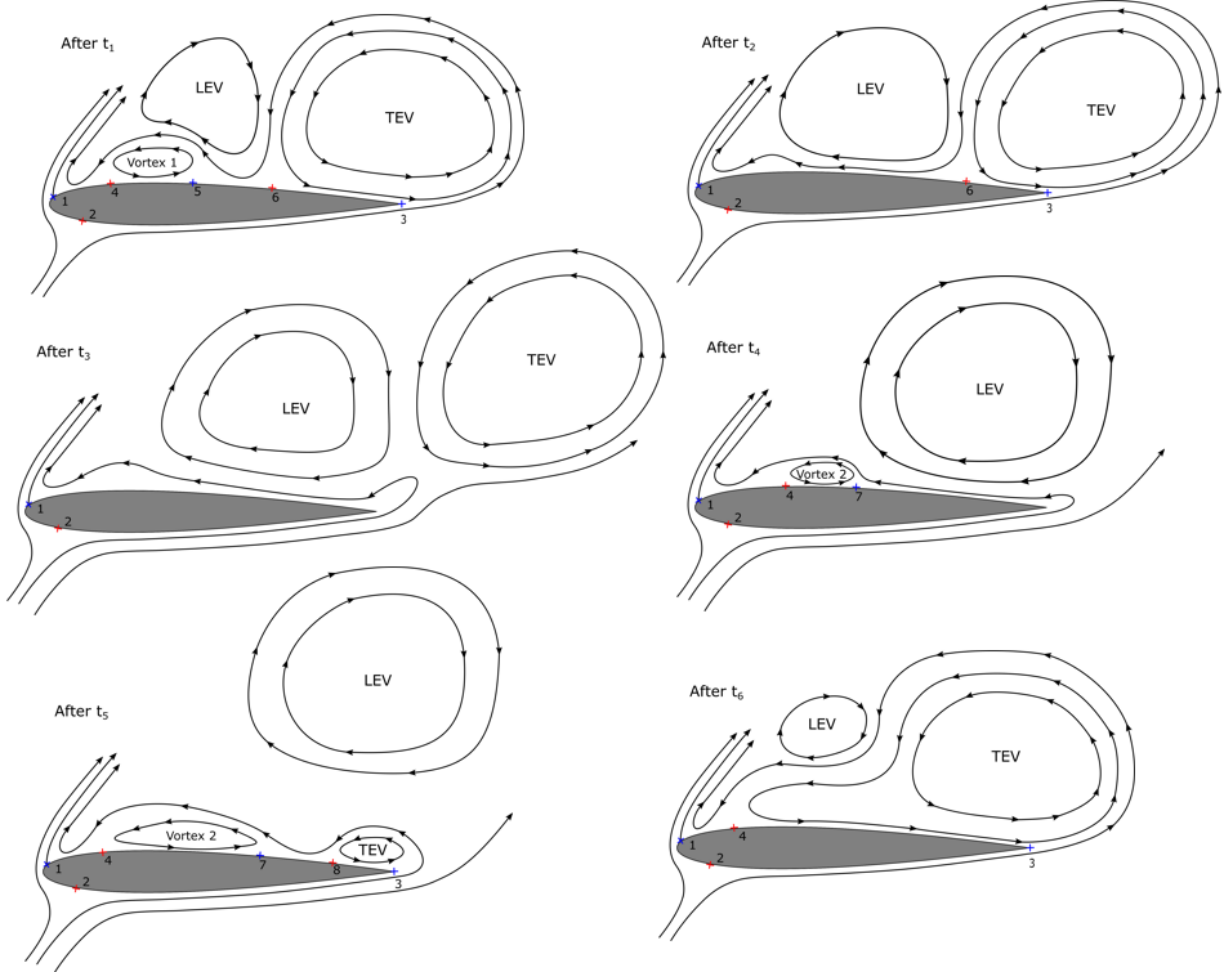 After t₁
LEV
TEV
Vortex 1
1
2
4
5
6
3
After t₂
LEV
TEV
1
2
6
3
After t₃
LEV
TEV
1
2
After t₄
LEV
Vortex 2
1
2
4
7
After t₅
LEV
Vortex 2
TEV
1
2
4
7
8
3
After t₆
LEV
TEV
1
2
4
3